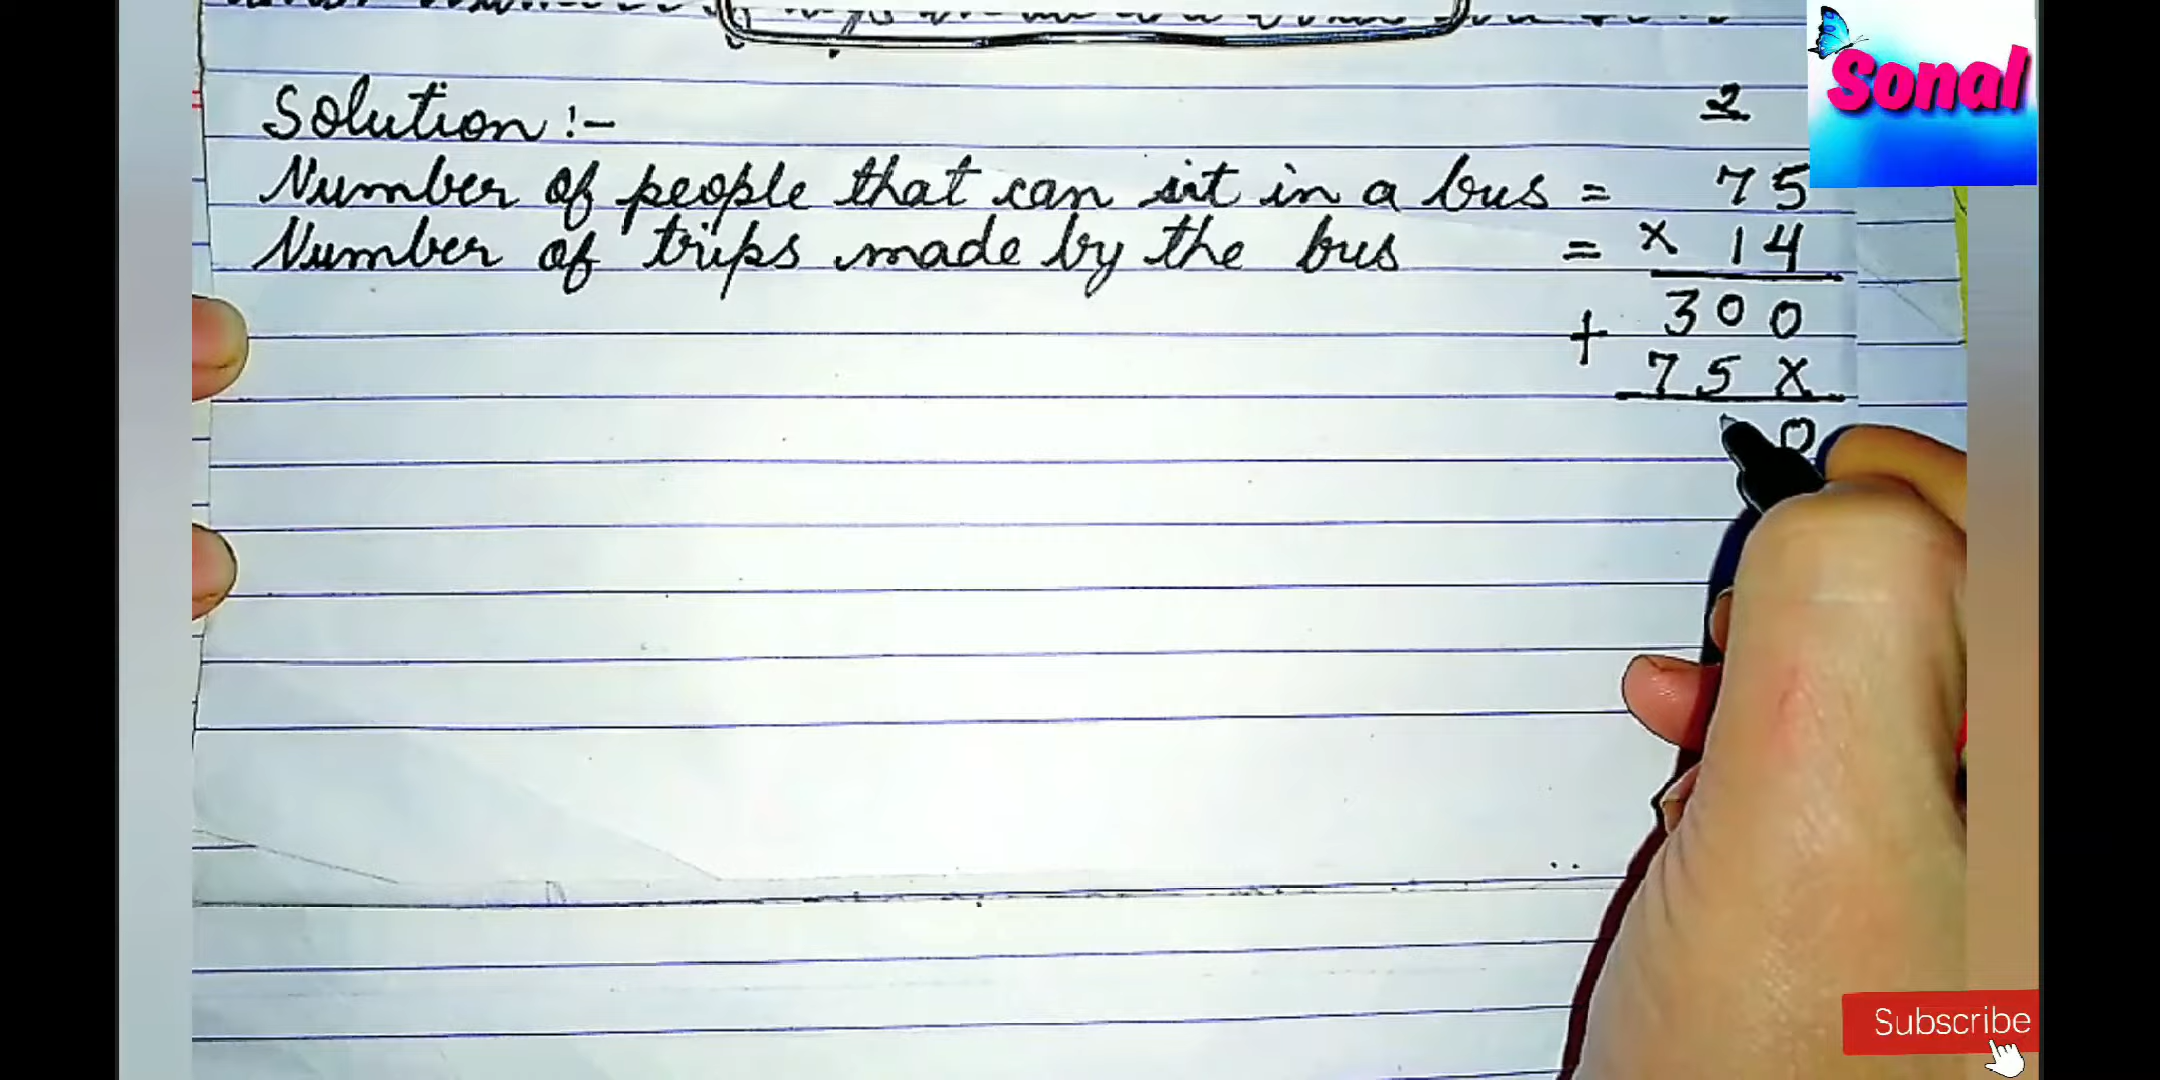 Sonal
Solution :-
2
Number of people that can sit in a bus = 75
Number of trips made by the bus = x 14
300
+ 75x
0
Subscribe